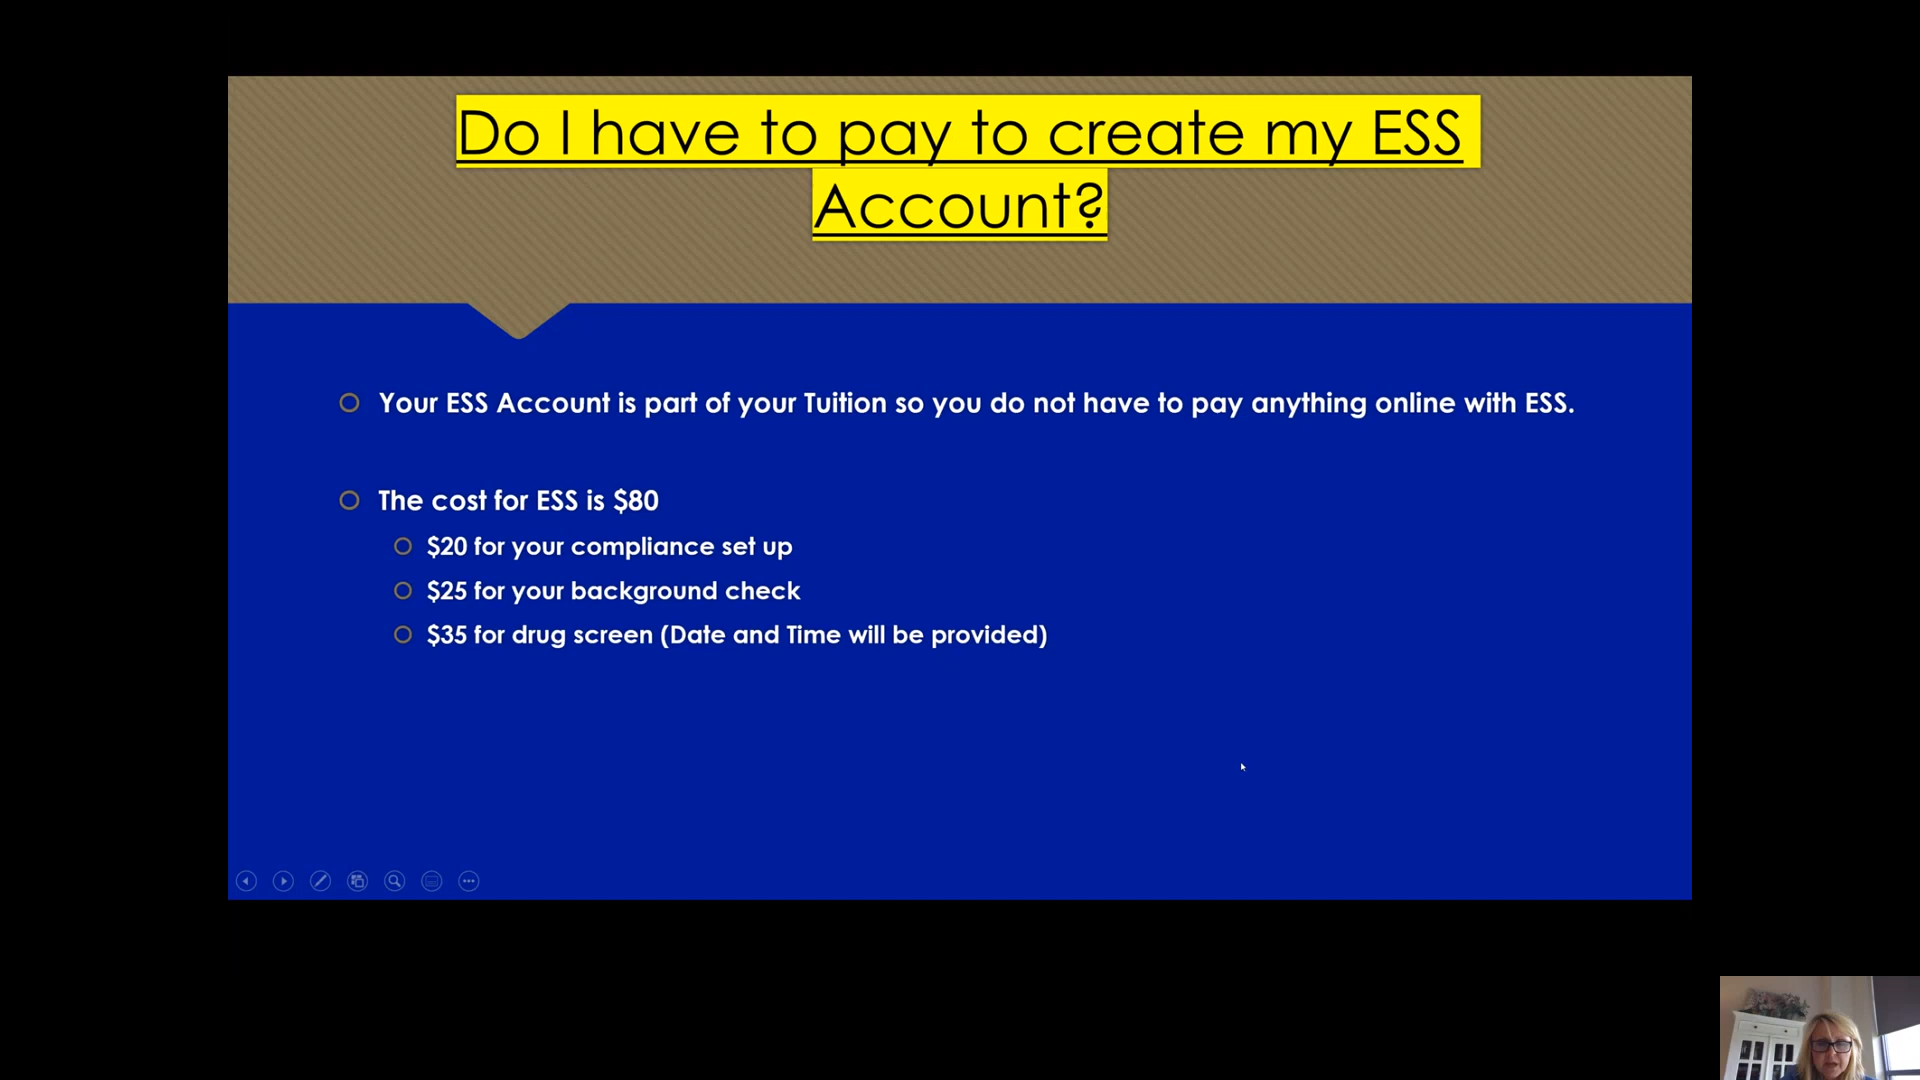 Do I have to pay to create my ESS
Account?
Your ESS Account is part of your Tuition so you do not have to pay anything online with ESS.
The cost for ESS is $80
$20 for your compliance set up
$25 for your background check
$35 for drug screen (Date and Time will be provided)